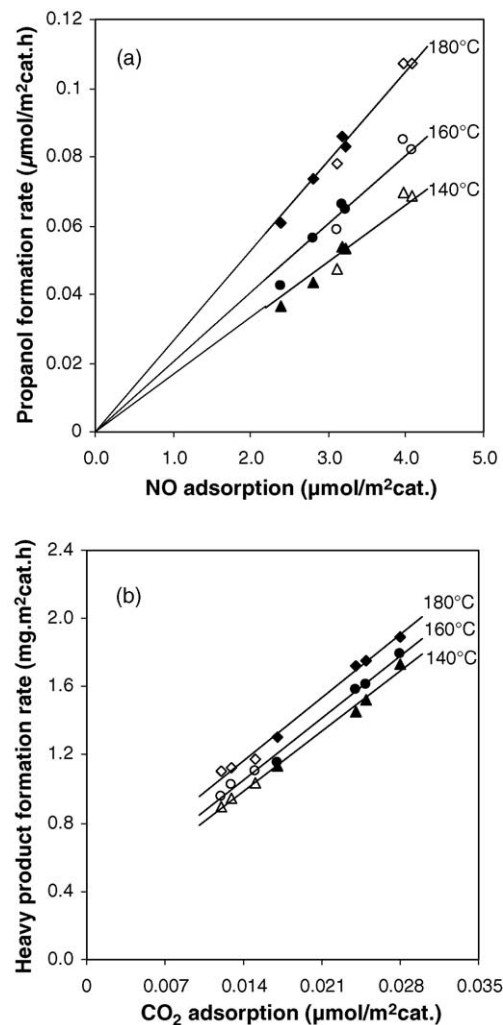 (a)
Propanol formation rate (µmol/m²cat.h)
0.12
0.1
0.08
0.06
0.04
0.02
0
180°C
160°C
140°C
0.0 1.0 2.0 3.0 4.0 5.0
NO adsorption (µmol/m²cat.)
(b)
Heavy product formation rate (mg.m²cat.h)
2.4
2.0
1.6
1.2
0.8
0.4
0.0
180°C
160°C
140°C
0 0.007 0.014 0.021 0.028 0.035
CO₂ adsorption (µmol/m²cat.)